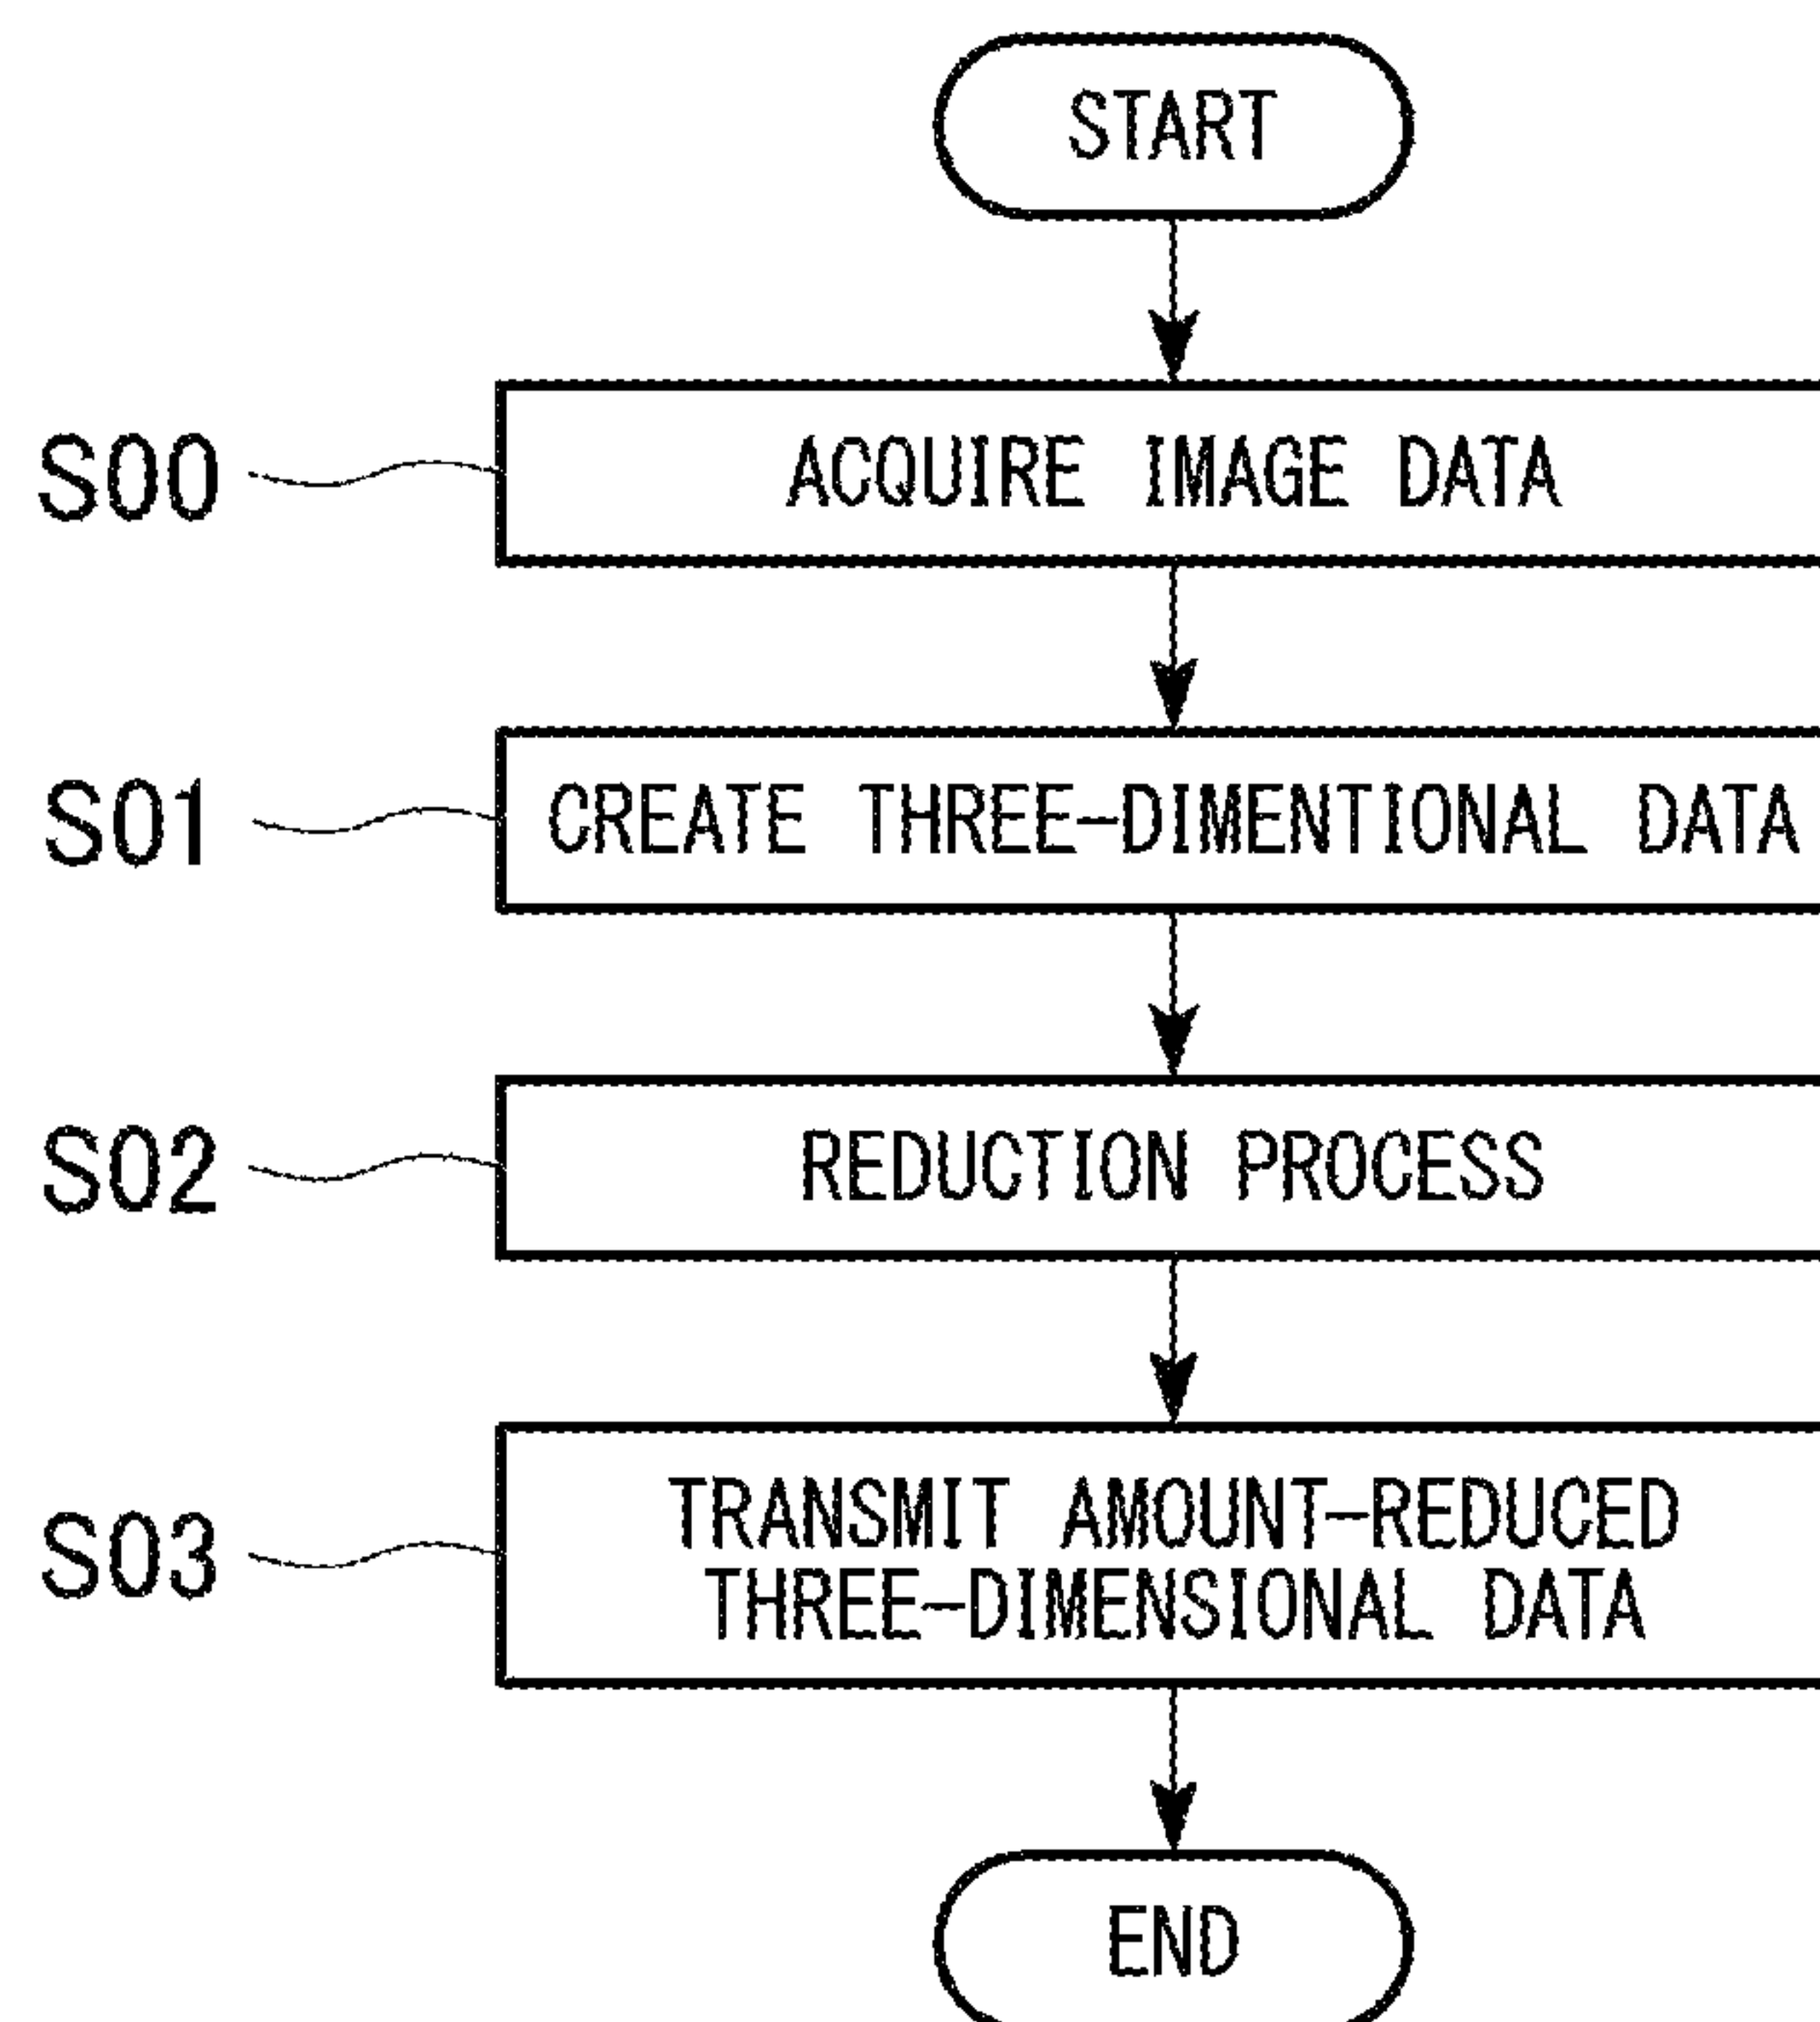 START
S00
ACQUIRE IMAGE DATA
S01
CREATE THREE-DIMENTIONAL DATA
S02
REDUCTION PROCESS
S03
TRANSMIT AMOUNT-REDUCED
THREE-DIMENSIONAL DATA
END